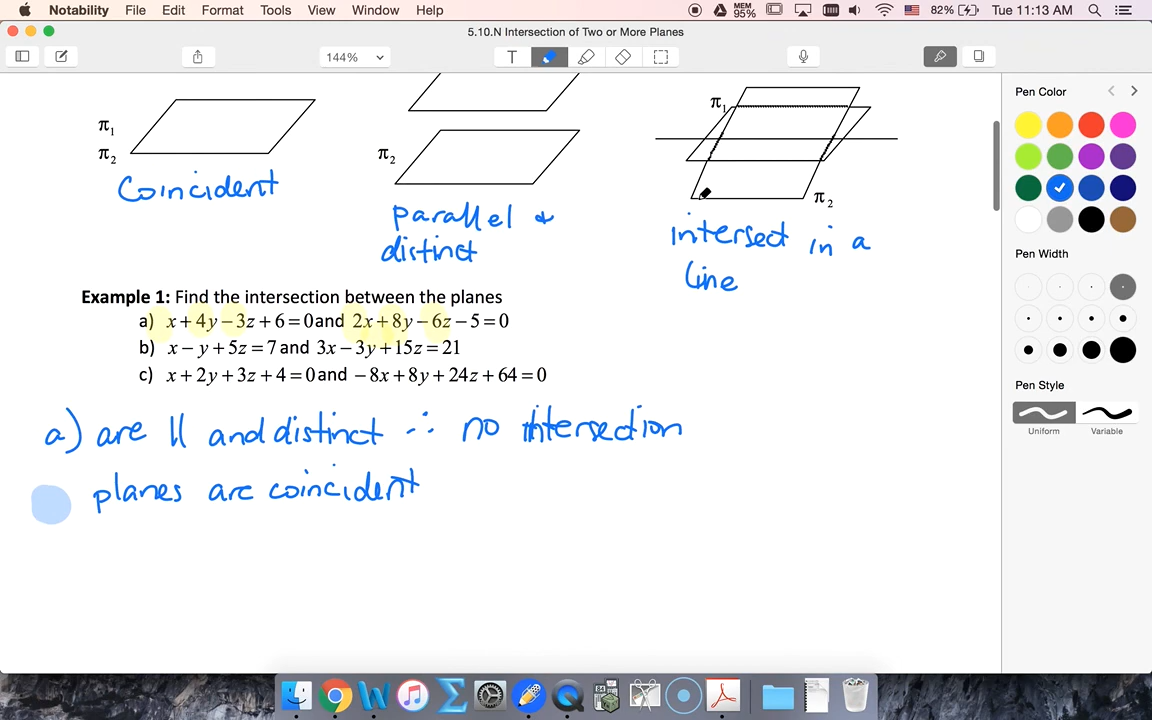 Notability File Edit Format Tools View Window Help MEM 95% 82% Tue 11:13 AM
5.10.N Intersection of Two or More Planes
144% T
Pen Color
π₁
π₂
Coincident
π₂
parallel &
distinct
π₁
π₂
intersect in a
line
Example 1: Find the intersection between the planes
a) x + 4y − 3z + 6 = 0 and 2x + 8y − 6z − 5 = 0
b) x − y + 5z = 7 and 3x − 3y + 15z = 21
c) x + 2y + 3z + 4 = 0 and − 8x + 8y + 24z + 64 = 0
a) are || and distinct ∴ no intersection
planes are coincident
Pen Width
Pen Style
Uniform Variable